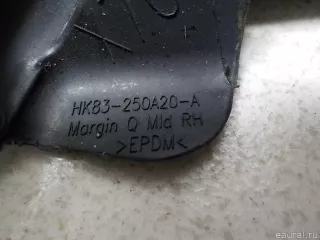 HK83-250A20-A
Margin Q Mld RH
>EPDM<
eaural.ru